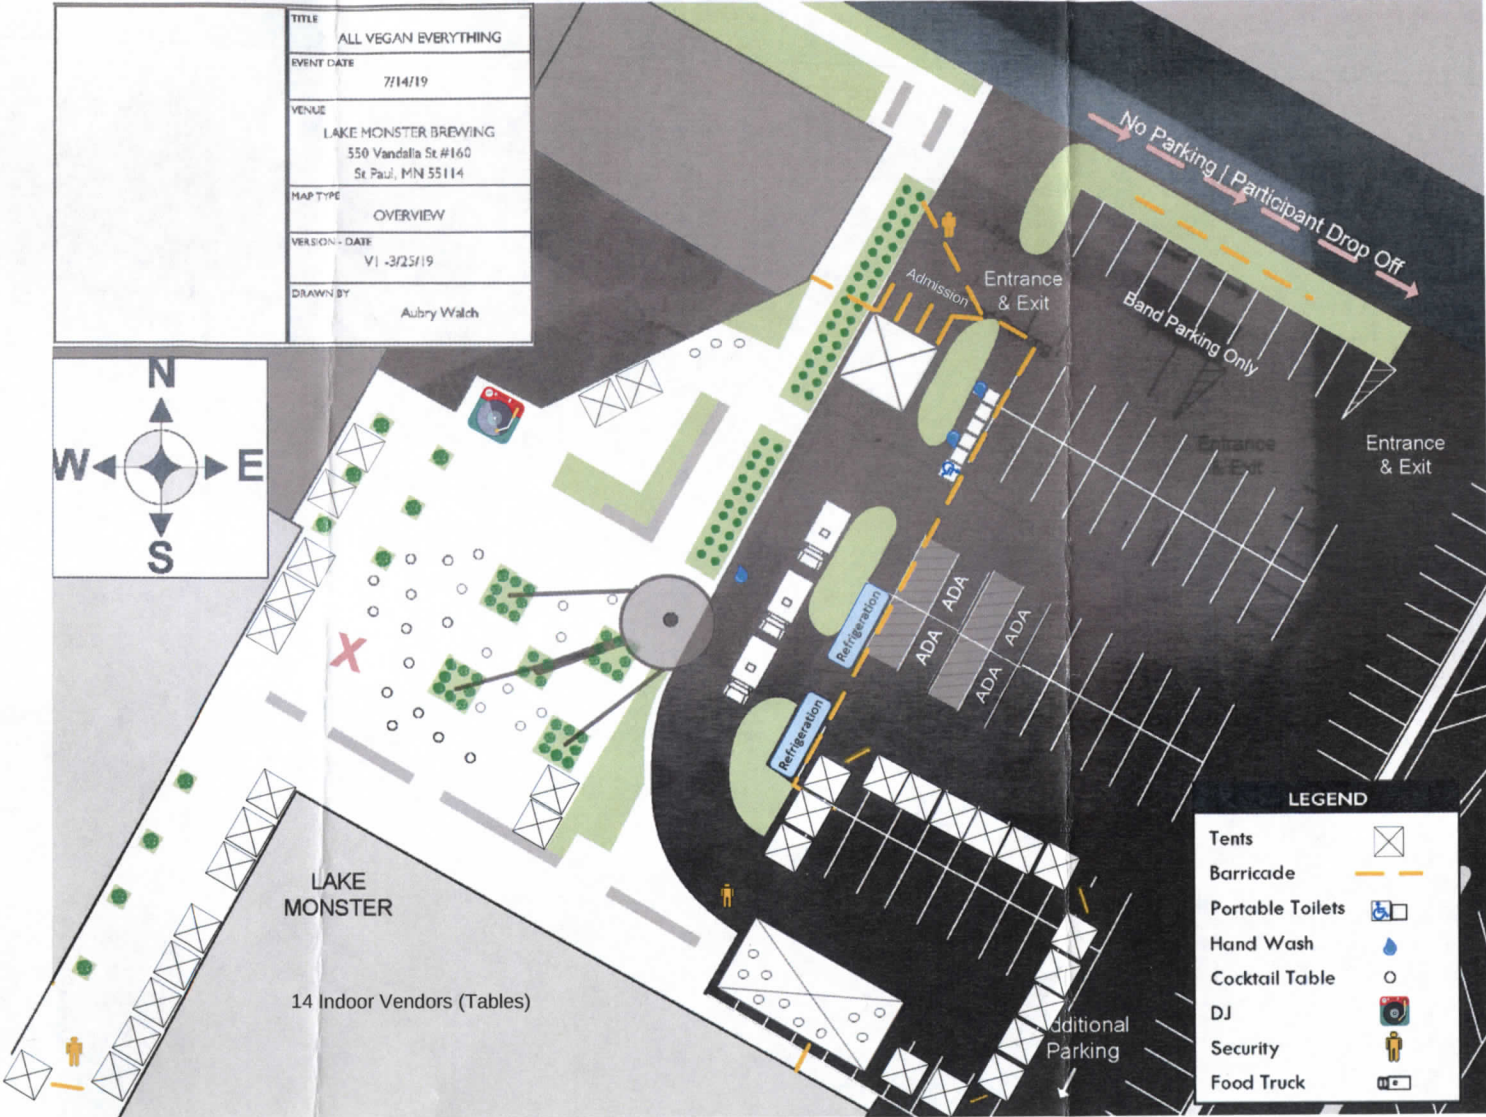 TITLE
ALL VEGAN EVERYTHING
EVENT DATE
7/14/19
VENUE
LAKE MONSTER BREWING
550 Vandalia St #160
St Paul, MN 55114
MAP TYPE
OVERVIEW
VERSION - DATE
V1 -3/25/19
DRAWN BY
Aubry Walch
N
W
E
S
No Parking | Participant Drop Off
Admission
Entrance
& Exit
Band Parking Only
Entrance
& Exit
Entrance
& Exit
Refrigeration
ADA
ADA
ADA
ADA
Refrigeration
X
LAKE
MONSTER
14 Indoor Vendors (Tables)
dditional
Parking
LEGEND
Tents
Barricade
Portable Toilets
Hand Wash
Cocktail Table
DJ
Security
Food Truck